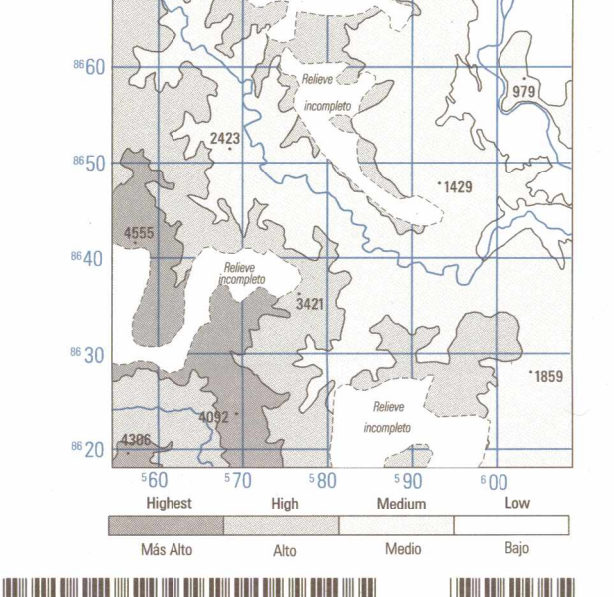 8660
Relieve
incompleto
979
2423
8650
1429
4555
8640
Relieve
incompleto
3421
8630
1859
Relieve
4092
incompleto
4386
8620
560 570 580 590 600
Highest High Medium Low
Más Alto Alto Medio Bajo